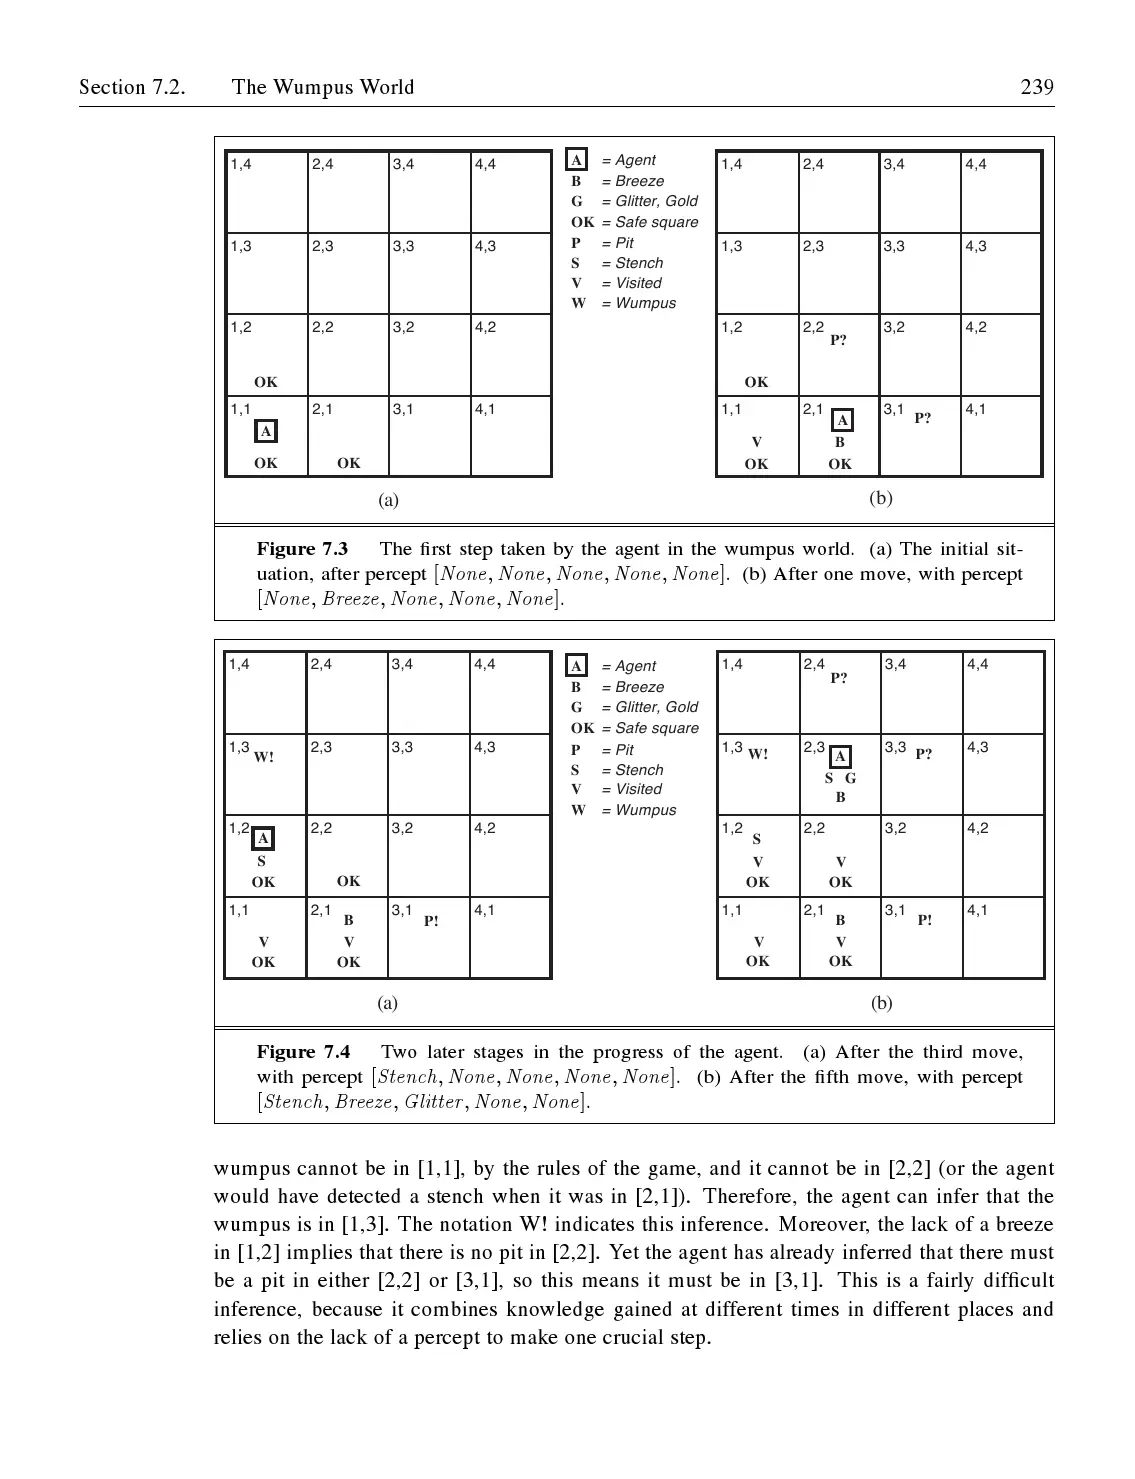 Section 7.2. The Wumpus World 239
1,4 2,4 3,4 4,4
1,3 2,3 3,3 4,3
1,2 2,2 3,2 4,2
OK
1,1 2,1 3,1 4,1
A
OK OK
(a)
A = Agent
B = Breeze
G = Glitter, Gold
OK = Safe square
P = Pit
S = Stench
V = Visited
W = Wumpus
1,4 2,4 3,4 4,4
1,3 2,3 3,3 4,3
1,2 2,2 3,2 4,2
P?
OK
1,1 2,1 3,1 4,1
A P?
V B
OK OK
(b)
Figure 7.3 The first step taken by the agent in the wumpus world. (a) The initial sit-
uation, after percept [None, None, None, None, None]. (b) After one move, with percept
[None, Breeze, None, None, None].
1,4 2,4 3,4 4,4
1,3 2,3 3,3 4,3
W!
1,2 2,2 3,2 4,2
A
S
OK OK
1,1 2,1 3,1 4,1
B P!
V V
OK OK
(a)
A = Agent
B = Breeze
G = Glitter, Gold
OK = Safe square
P = Pit
S = Stench
V = Visited
W = Wumpus
1,4 2,4 3,4 4,4
P?
1,3 2,3 3,3 4,3
W! A P?
S G
B
1,2 2,2 3,2 4,2
S
V V
OK OK
1,1 2,1 3,1 4,1
B P!
V V
OK OK
(b)
Figure 7.4 Two later stages in the progress of the agent. (a) After the third move,
with percept [Stench, None, None, None, None]. (b) After the fifth move, with percept
[Stench, Breeze, Glitter, None, None].
wumpus cannot be in [1,1], by the rules of the game, and it cannot be in [2,2] (or the agent
would have detected a stench when it was in [2,1]). Therefore, the agent can infer that the
wumpus is in [1,3]. The notation W! indicates this inference. Moreover, the lack of a breeze
in [1,2] implies that there is no pit in [2,2]. Yet the agent has already inferred that there must
be a pit in either [2,2] or [3,1], so this means it must be in [3,1]. This is a fairly difficult
inference, because it combines knowledge gained at different times in different places and
relies on the lack of a percept to make one crucial step.